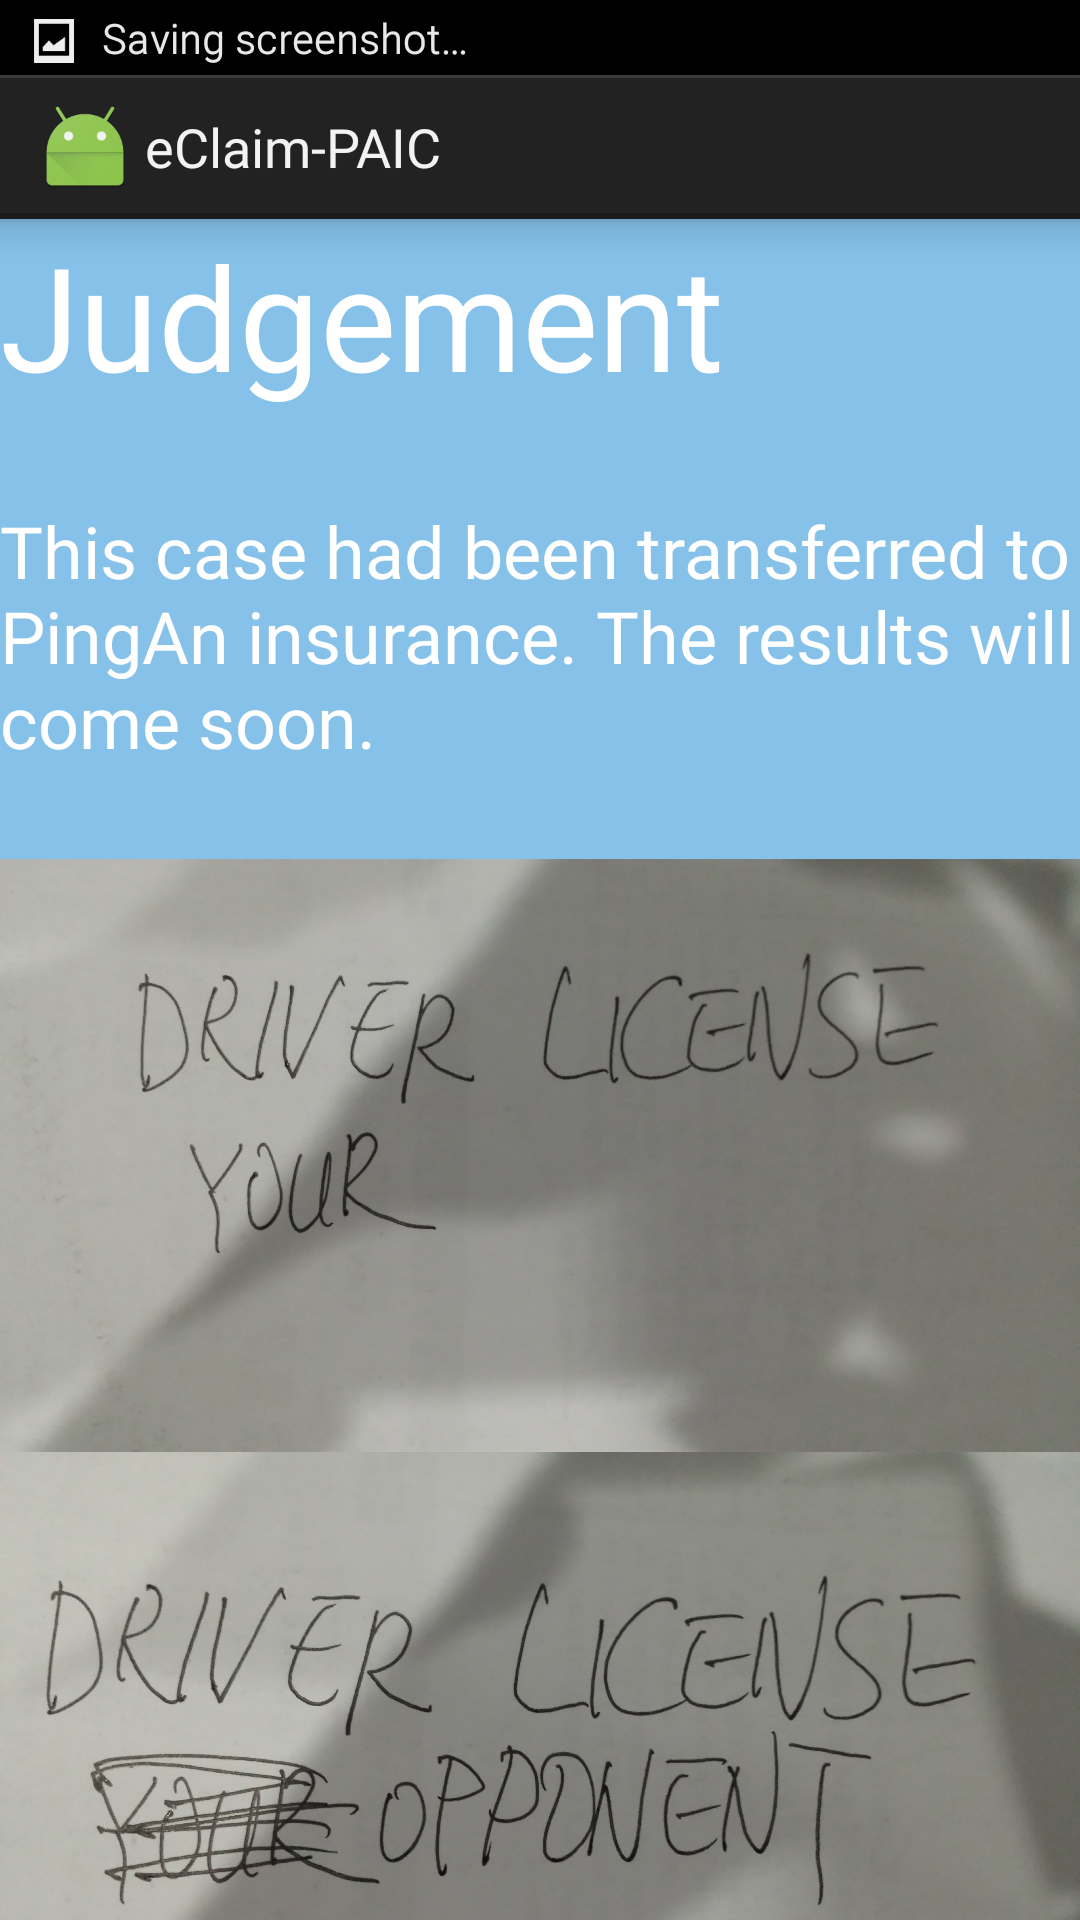 Saving screenshot...
eClaim-PAIC
Judgement
This case had been transferred to
PingAn insurance. The results will
come soon.
DRIVER LICENSE
YOUR
DRIVER LICENSE
YOUR OPPONENT